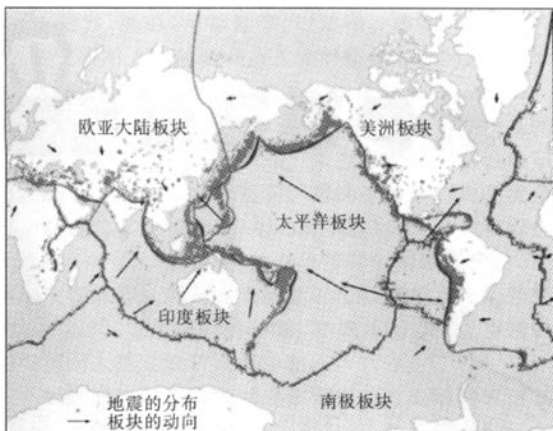 欧亚大陆板块
美洲板块
太平洋板块
印度板块
南极板块
地震的分布
板块的动向